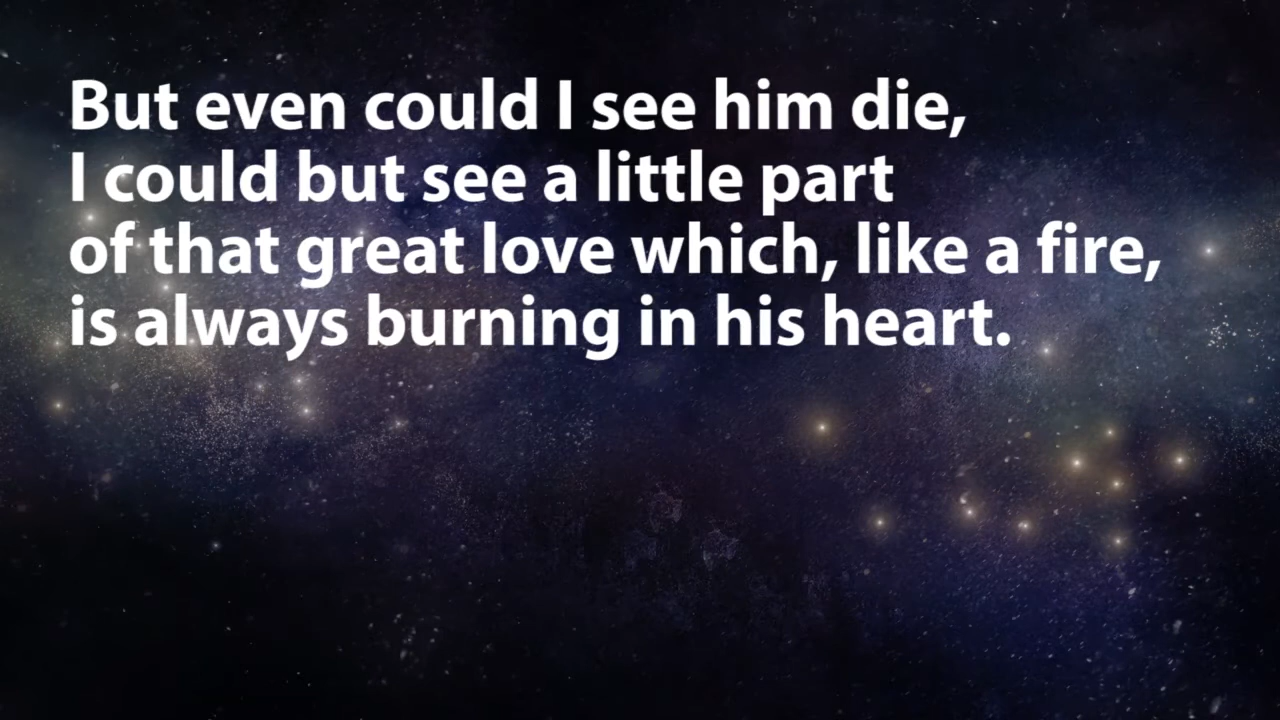 But even could I see him die,
I could but see a little part
of that great love which, like a fire,
is always burning in his heart.